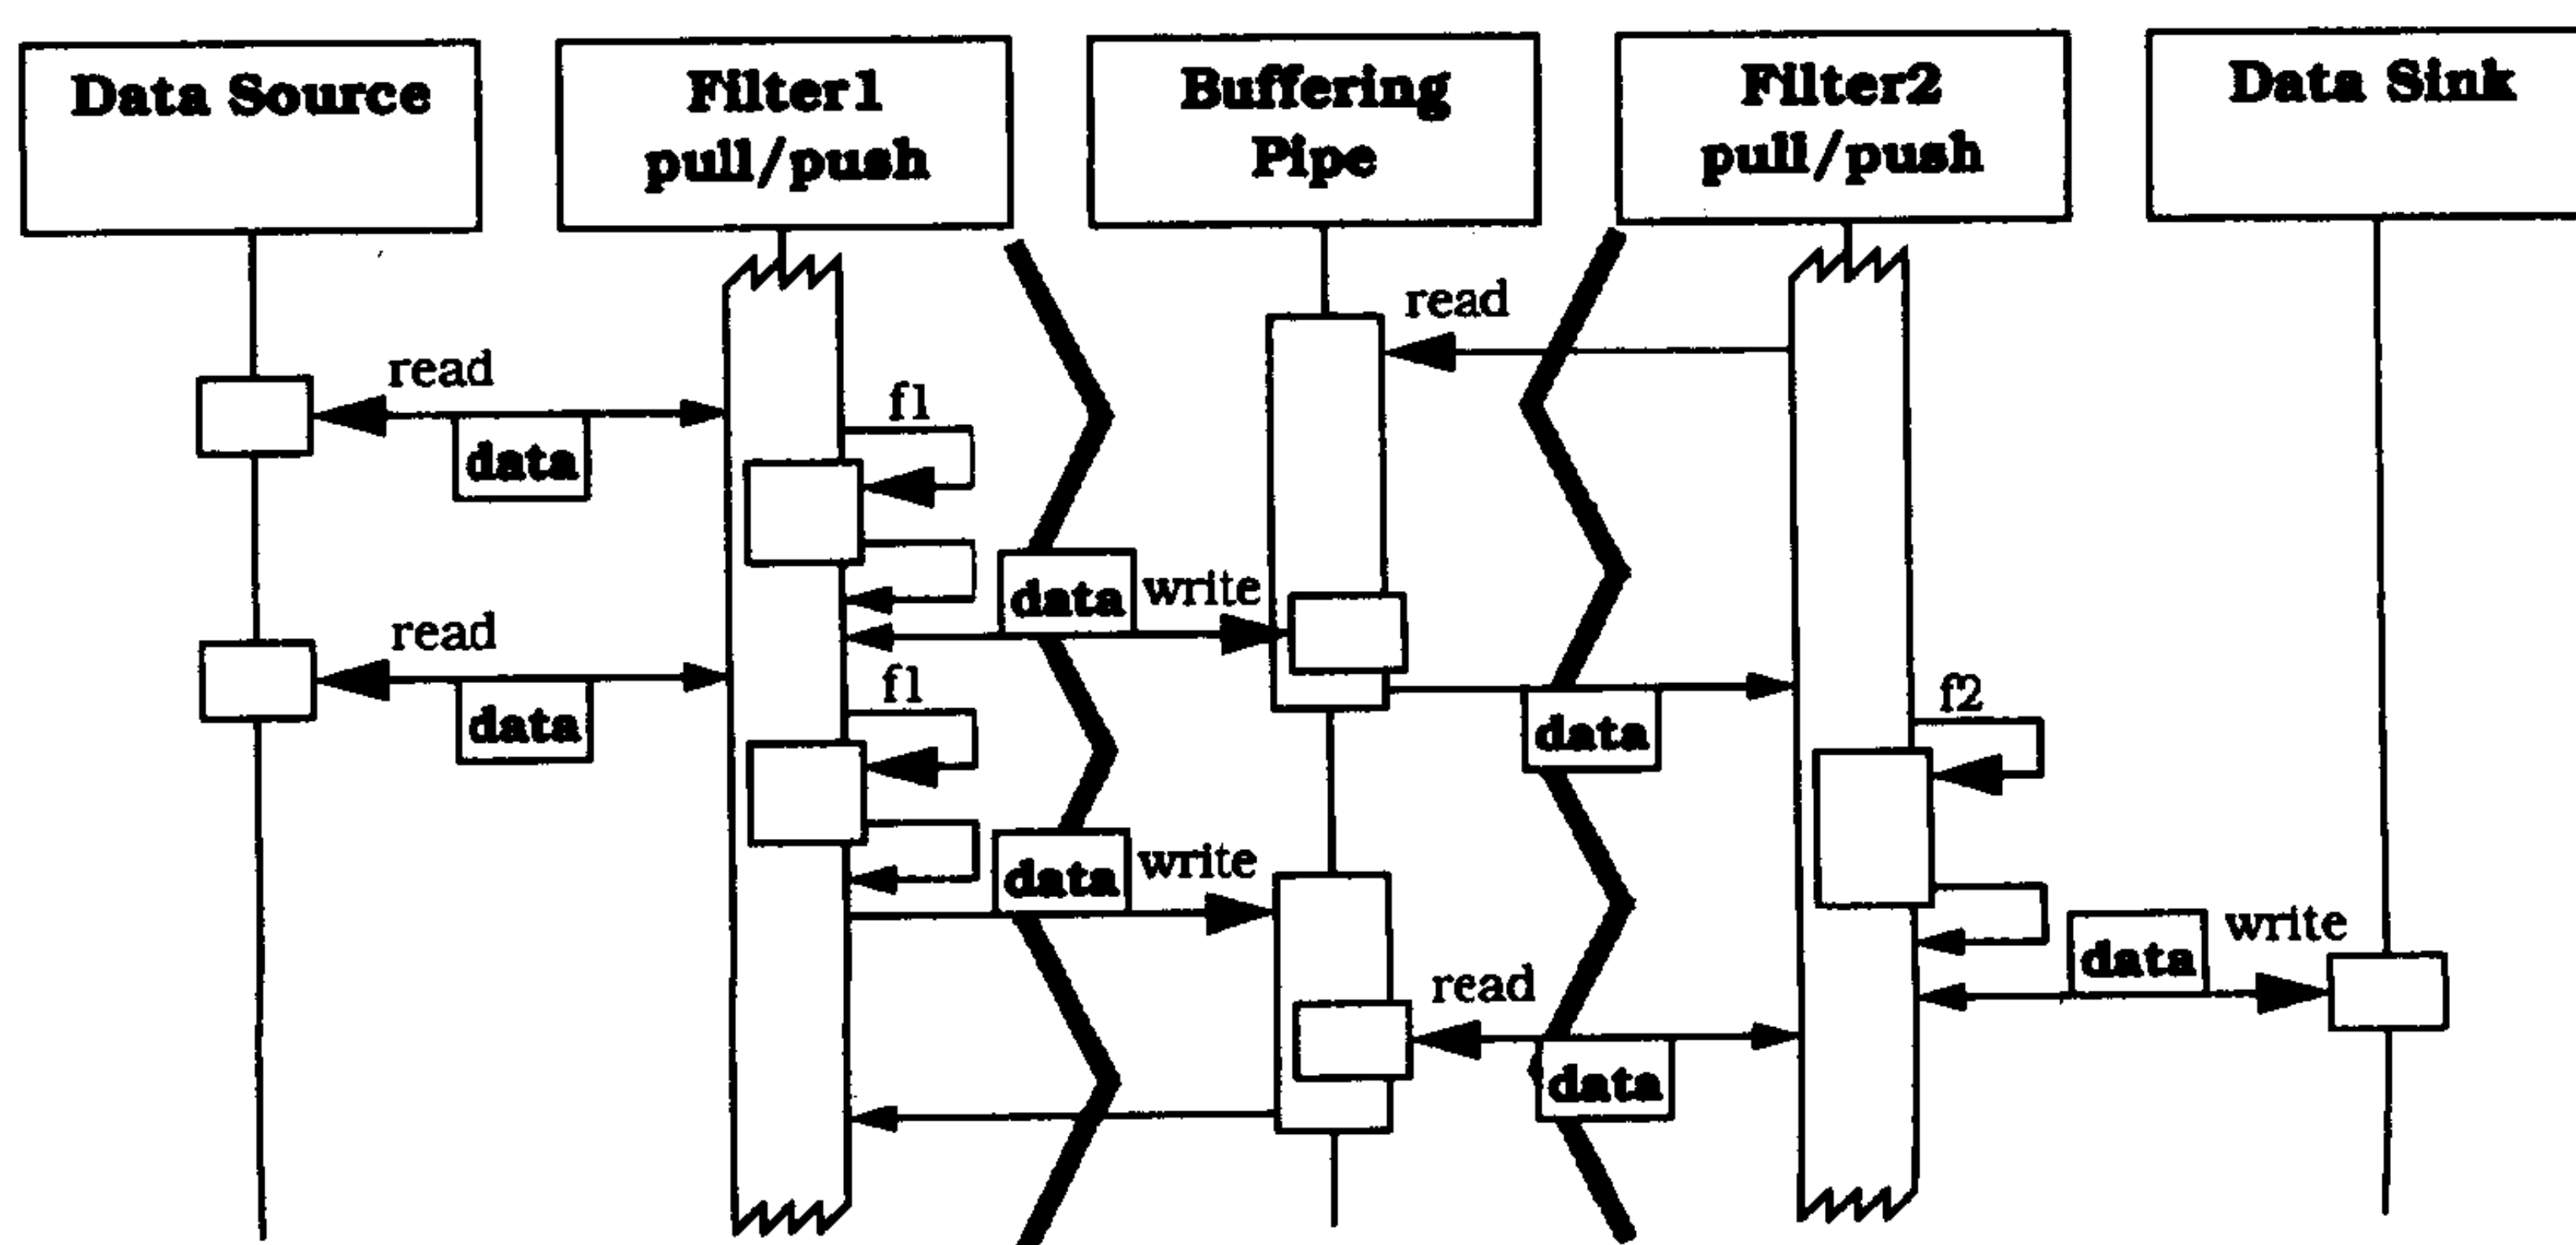 Data Source
Filter1
pull/push
Buffering
Pipe
Filter2
pull/push
Data Sink
read
read
data
f1
data
write
read
data
f1
data
f2
data
write
data
write
read
data